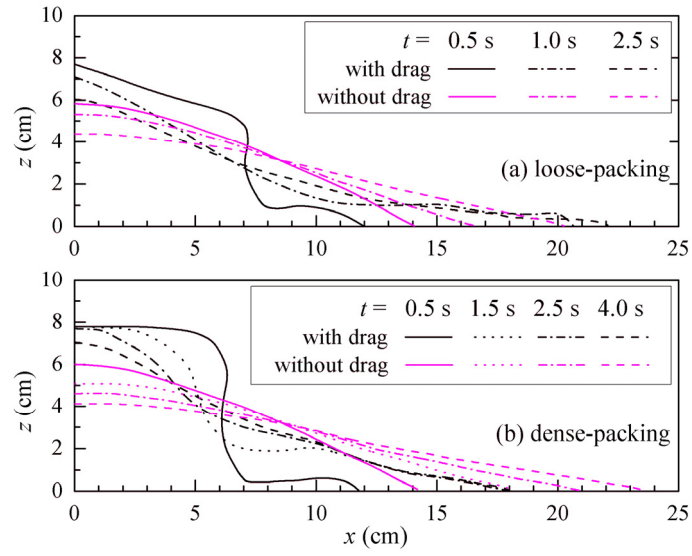 10
8
6
4
2
0
z (cm)
t = 0.5 s 1.0 s 2.5 s
with drag
without drag
(a) loose-packing
0 5 10 15 20 25
10
8
6
4
2
0
z (cm)
t = 0.5 s 1.5 s 2.5 s 4.0 s
with drag
without drag
(b) dense-packing
0 5 10 15 20 25
x (cm)